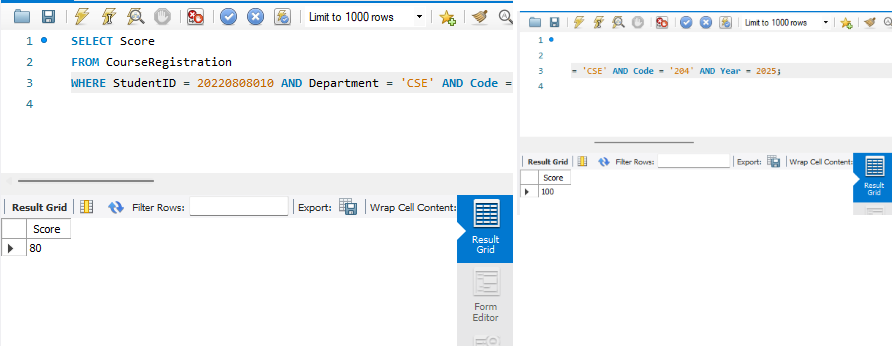 Limit to 1000 rows
1 SELECT Score
2 FROM CourseRegistration
3 WHERE StudentID = 20220808010 AND Department = 'CSE' AND Code =
4
Result Grid Filter Rows: Export: Wrap Cell Content:
Score
80
Result
Grid
Form
Editor
Limit to 1000 rows
1
2
3 = 'CSE' AND Code = '204' AND Year = 2025;
4
Result Grid Filter Rows: Export: Wrap Cell Content:
Score
100
Result
Grid